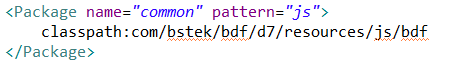 <Package name="common" pattern="js">
classpath:com/bstek/bdf/d7/resources/js/bdf
</Package>